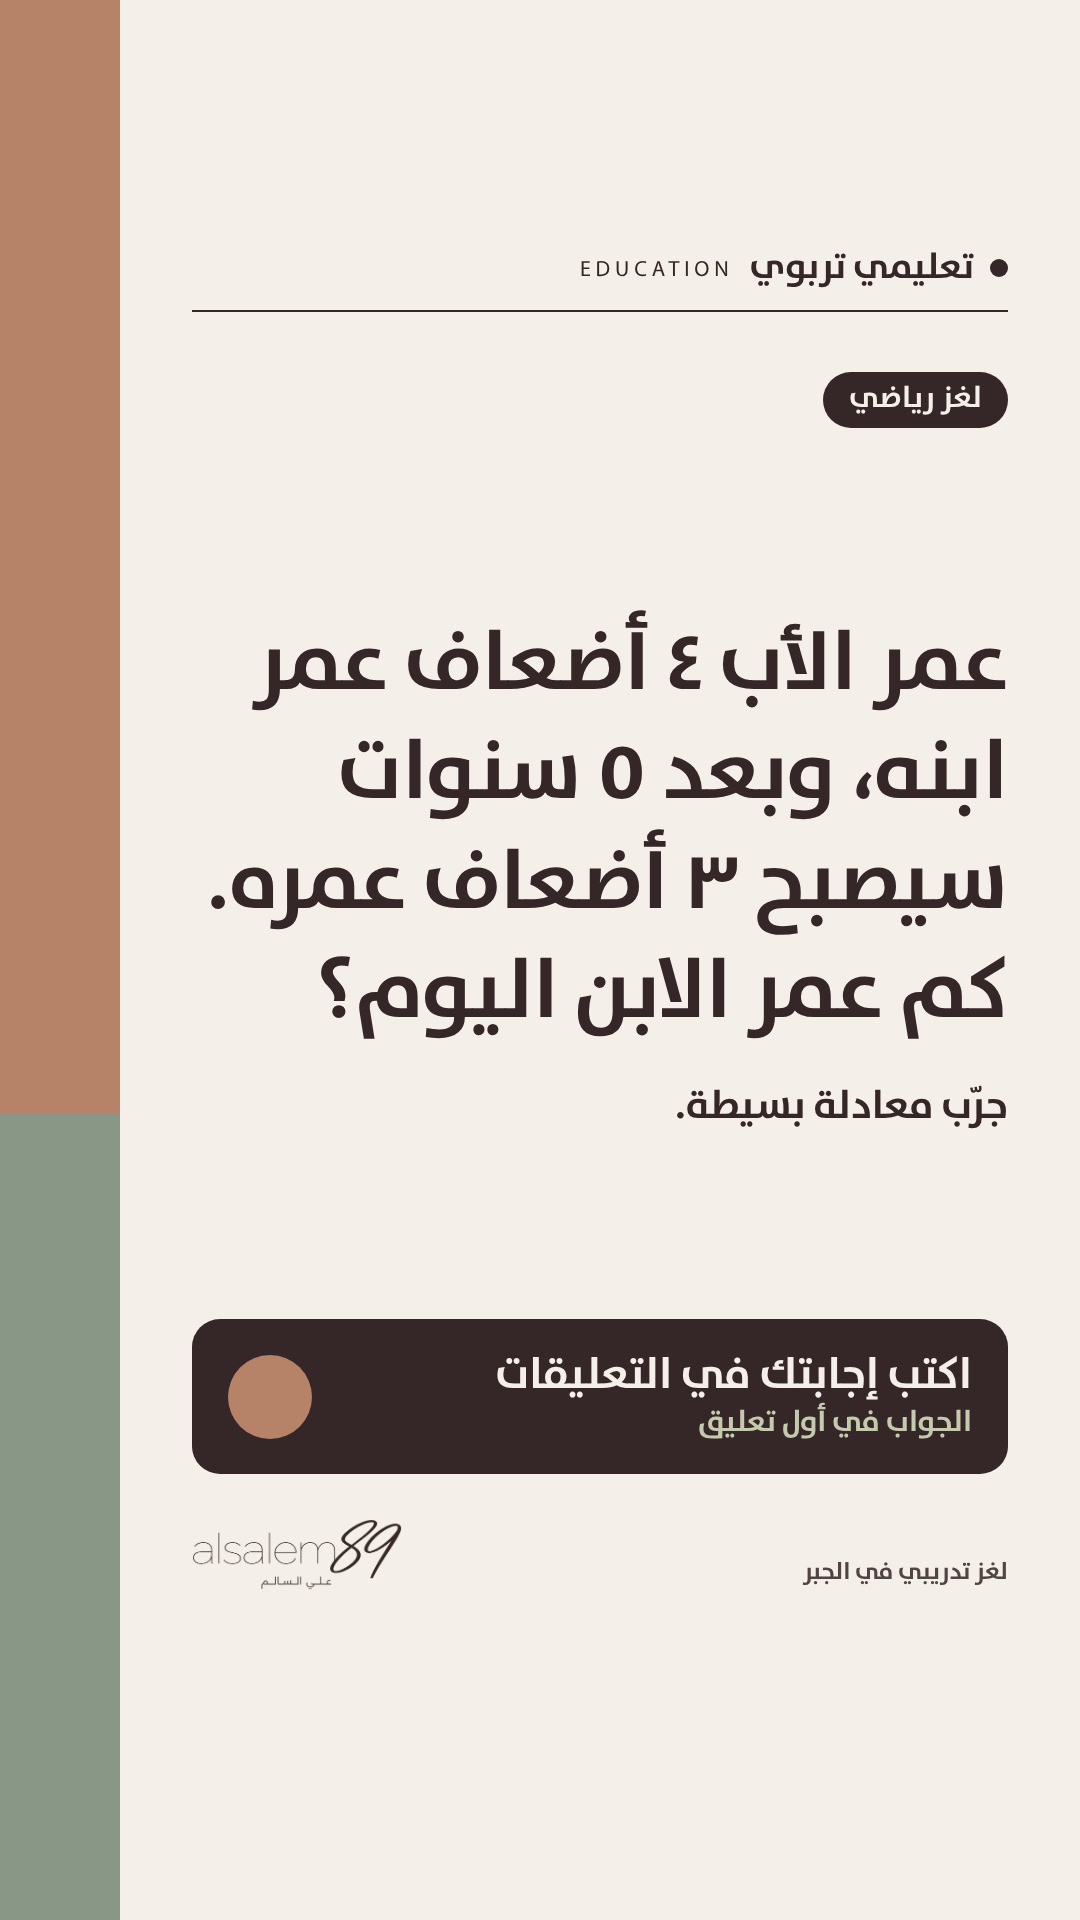 تعليمي تربوي EDUCATION
لغز رياضي
عمر الأب ٤ أضعاف عمر
ابنه، وبعد ٥ سنوات
سيصبح ٣ أضعاف عمره.
كم عمر الابن اليوم؟
جرّب معادلة بسيطة.
اكتب إجابتك في التعليقات
الجواب في أول تعليق
alsalem89
علي السالم
لغز تدريبي في الجبر